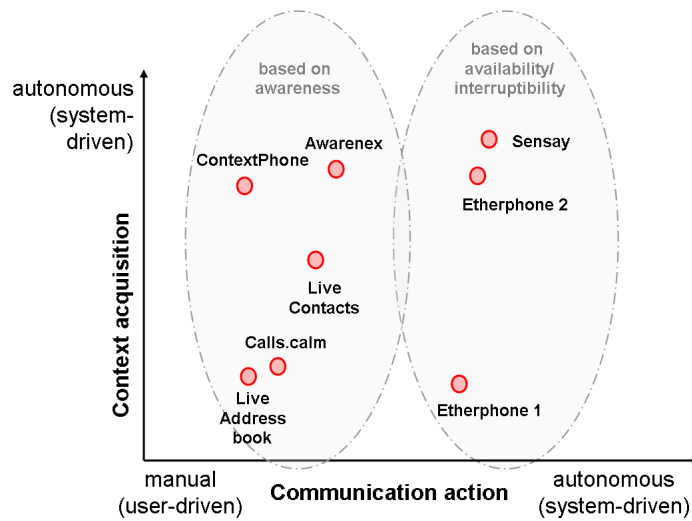 based on
awareness
based on
availability/
interruptibility
autonomous
(system-
driven)
Awarenex
Sensay
ContextPhone
Etherphone 2
Live
Contacts
Calls.calm
Live
Address
book
Etherphone 1
Context acquisition
manual
(user-driven)
Communication action
autonomous
(system-driven)